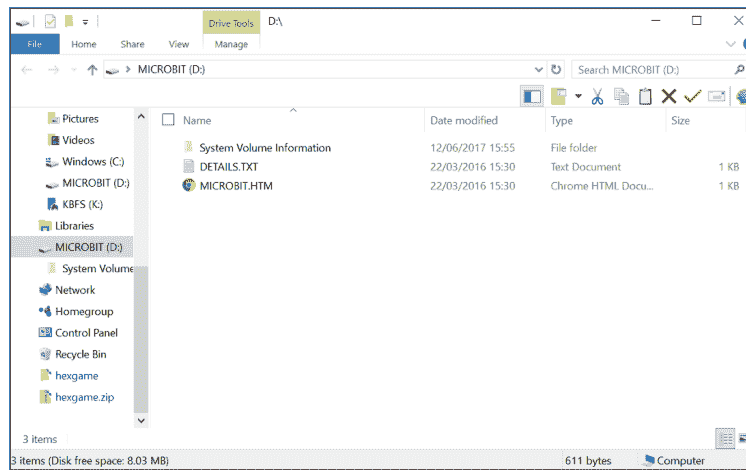 Drive Tools D:\
File Home Share View Manage
MICROBIT (D:) Search MICROBIT (D:)
Name Date modified Type Size
Pictures
Videos
Windows (C:)
MICROBIT (D:)
KBFS (K:)
Libraries
MICROBIT (D:)
System Volume
Network
Homegroup
Control Panel
Recycle Bin
hexgame
hexgame.zip
System Volume Information 12/06/2017 15:55 File folder
DETAILS.TXT 22/03/2016 15:30 Text Document 1 KB
MICROBIT.HTM 22/03/2016 15:30 Chrome HTML Docu... 1 KB
3 items
3 items (Disk free space: 8.03 MB) 611 bytes Computer